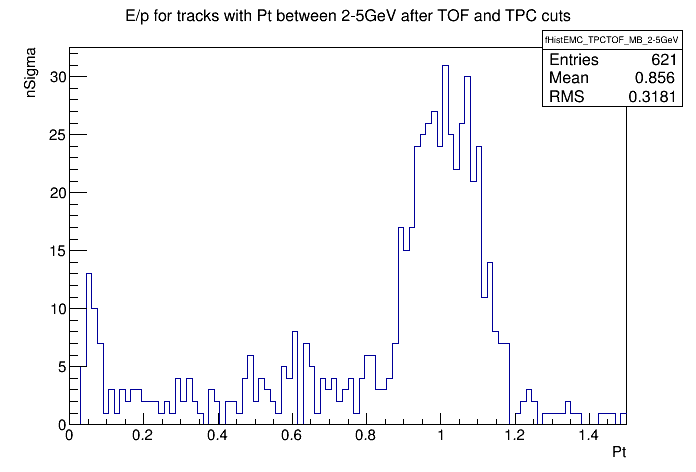 E/p for tracks with Pt between 2-5GeV after TOF and TPC cuts
fHistEMC_TPCTOF_MB_2-5GeV
Entries 621
Mean 0.856
RMS 0.3181
nSigma
30
25
20
15
10
5
0
0 0.2 0.4 0.6 0.8 1 1.2 1.4
Pt